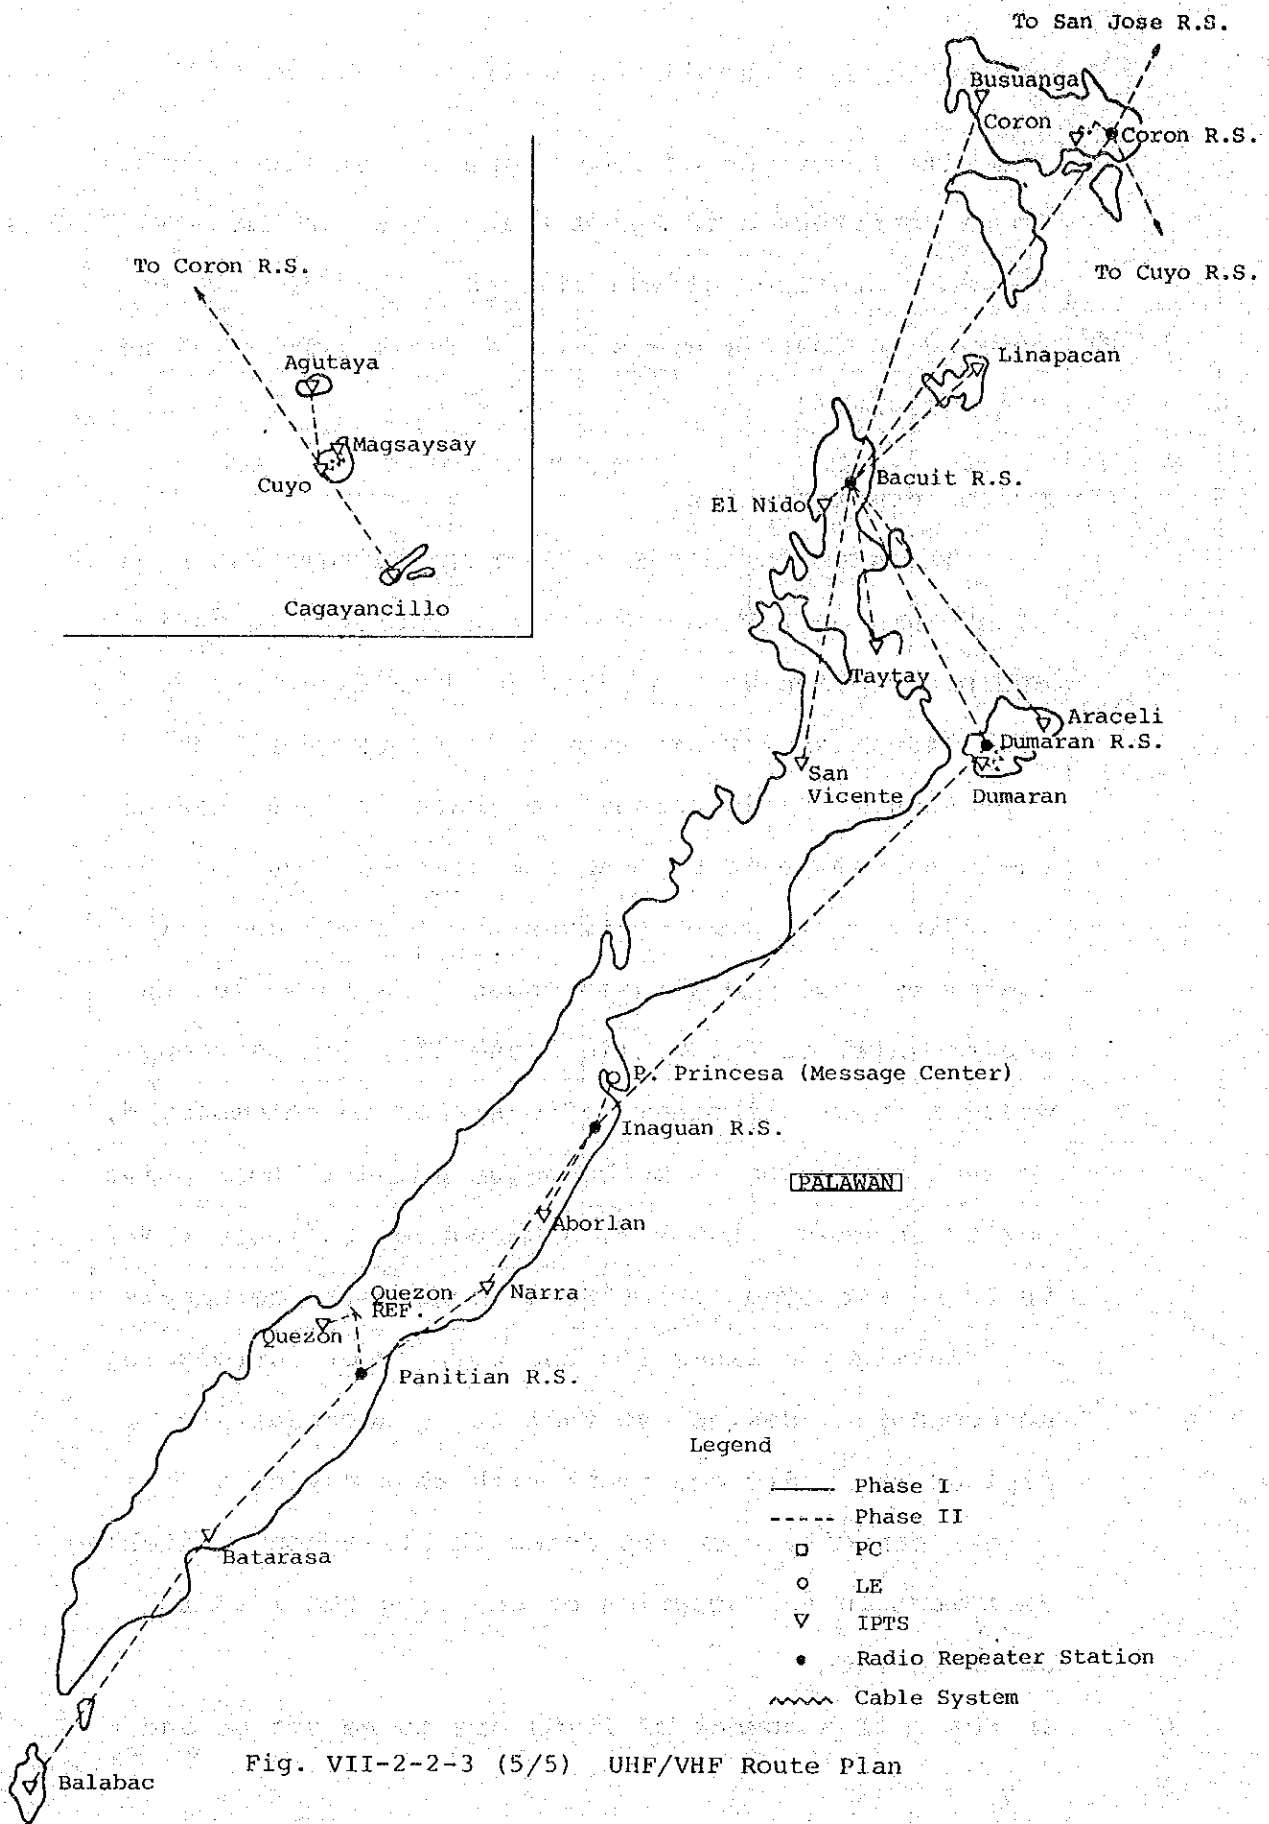 To San Jose R.S.
Busuanga
Coron
Coron R.S.
To Cuyo R.S.
To Coron R.S.
Agutaya
Magsaysay
Cuyo
Cagayancillo
Linapacan
Bacuit R.S.
El Nido
Taytay
Araceli
Dumaran R.S.
San
Vicente
Dumaran
P. Princesa (Message Center)
Inaguan R.S.
PALAWAN
Aborlan
Narra
Quezon
REF.
Quezon
Panitian R.S.
Batarasa
Balabac
Legend
Phase I
Phase II
PC
LE
IPTS
Radio Repeater Station
Cable System
Fig. VII-2-2-3 (5/5) UHF/VHF Route Plan